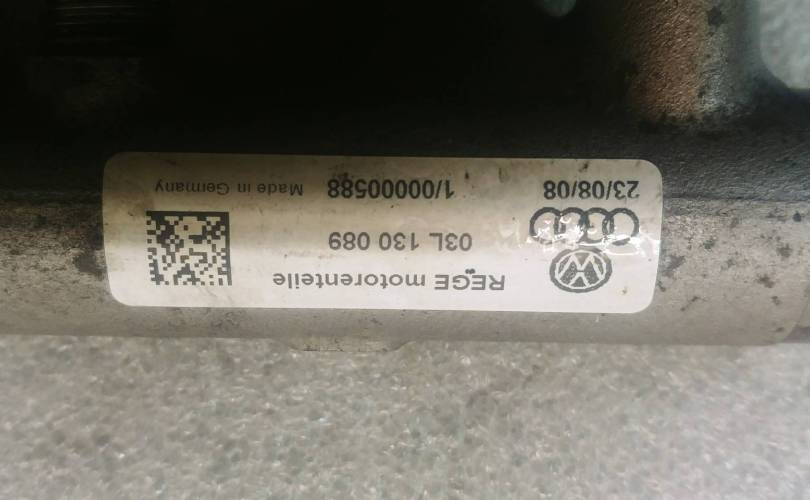 REGE motorenteile
03L 130 089
23/08/08 1/00000588 Made in Germany